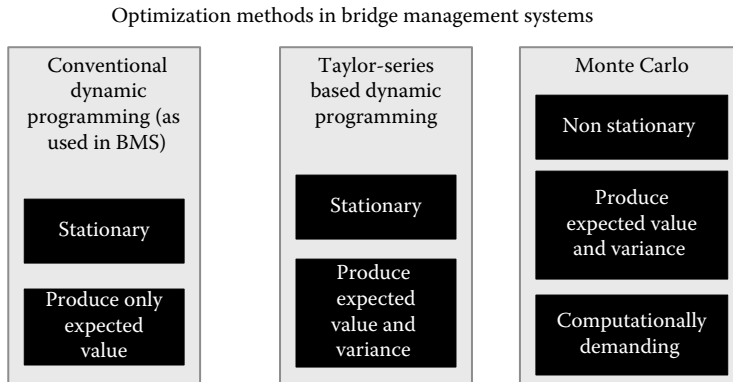 Optimization methods in bridge management systems
Conventional
dynamic
programming (as
used in BMS)
Stationary
Produce only
expected
value
Taylor-series
based dynamic
programming
Stationary
Produce
expected
value and
variance
Monte Carlo
Non stationary
Produce
expected value
and variance
Computationally
demanding